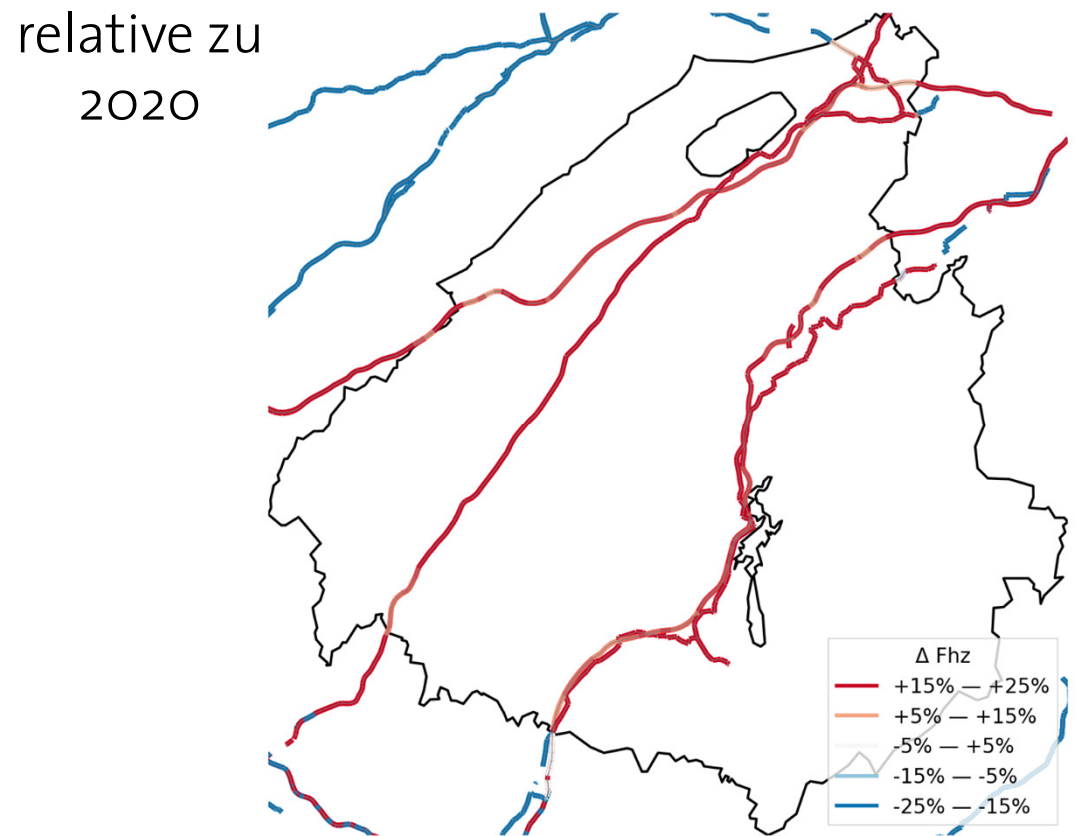 relative zu
2020
Δ Fhz
+15% — +25%
+5% — +15%
-5% — +5%
-15% — -5%
-25% — -15%